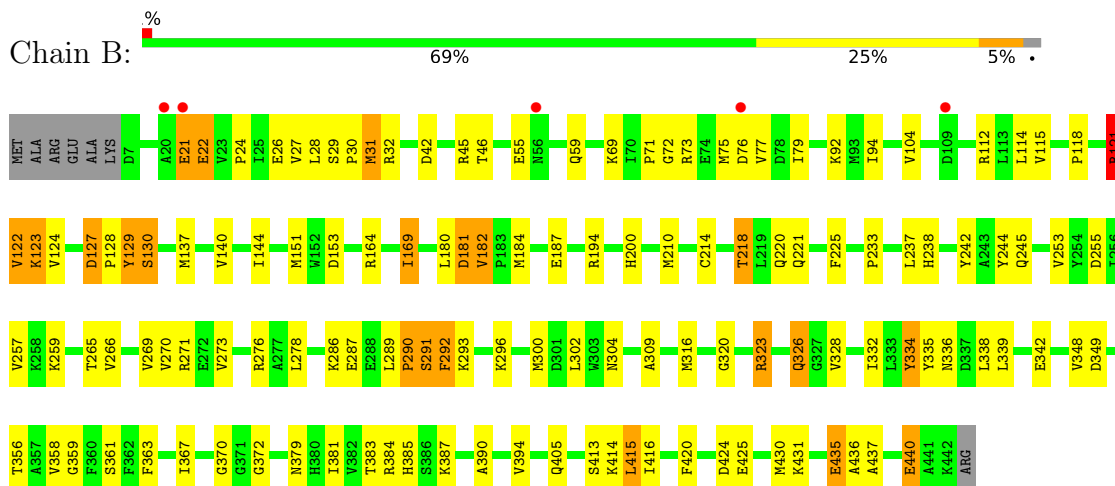 .%
Chain B:
69% 25% 5% •
MET ALA ARG GLU ALA LYS D7 A20 E21 E22 V23 P24 I25 E26 V27 L28 S29 P30 M31 R32 D42 R45 T46 E55 N56 Q59 K69 I70 P71 G72 R73 E74 M75 D76 V77 D78 I79 K92 M93 I94 V104 D109 R112 L113 L114 V115 P118 R121
V122 K123 V124 D127 P128 Y129 S130 M137 V140 I144 M151 W152 D153 R164 I169 L180 D181 V182 P183 M184 E187 R194 H200 M210 C214 T218 L219 Q220 Q221 F225 P233 L237 H238 Y242 A243 Y244 Q245 V253 Y254 D255 I256
V257 K258 K259 T265 V266 V269 V270 R271 E272 V273 R276 A277 L278 K286 E287 E288 L289 P290 S291 F292 K293 K296 M300 D301 L302 W303 N304 A309 M316 G320 R323 Q326 G327 V328 I332 L333 Y334 Y335 N336 D337 L338 L339 E342 V348 D349
T356 A357 V358 G359 F360 S361 F362 F363 I367 G370 G371 G372 N379 H380 I381 V382 T383 R384 H385 S386 K387 A390 V394 Q405 S413 K414 L415 I416 F420 D424 E425 M430 K431 E435 A436 A437 E440 A441 K442 ARG